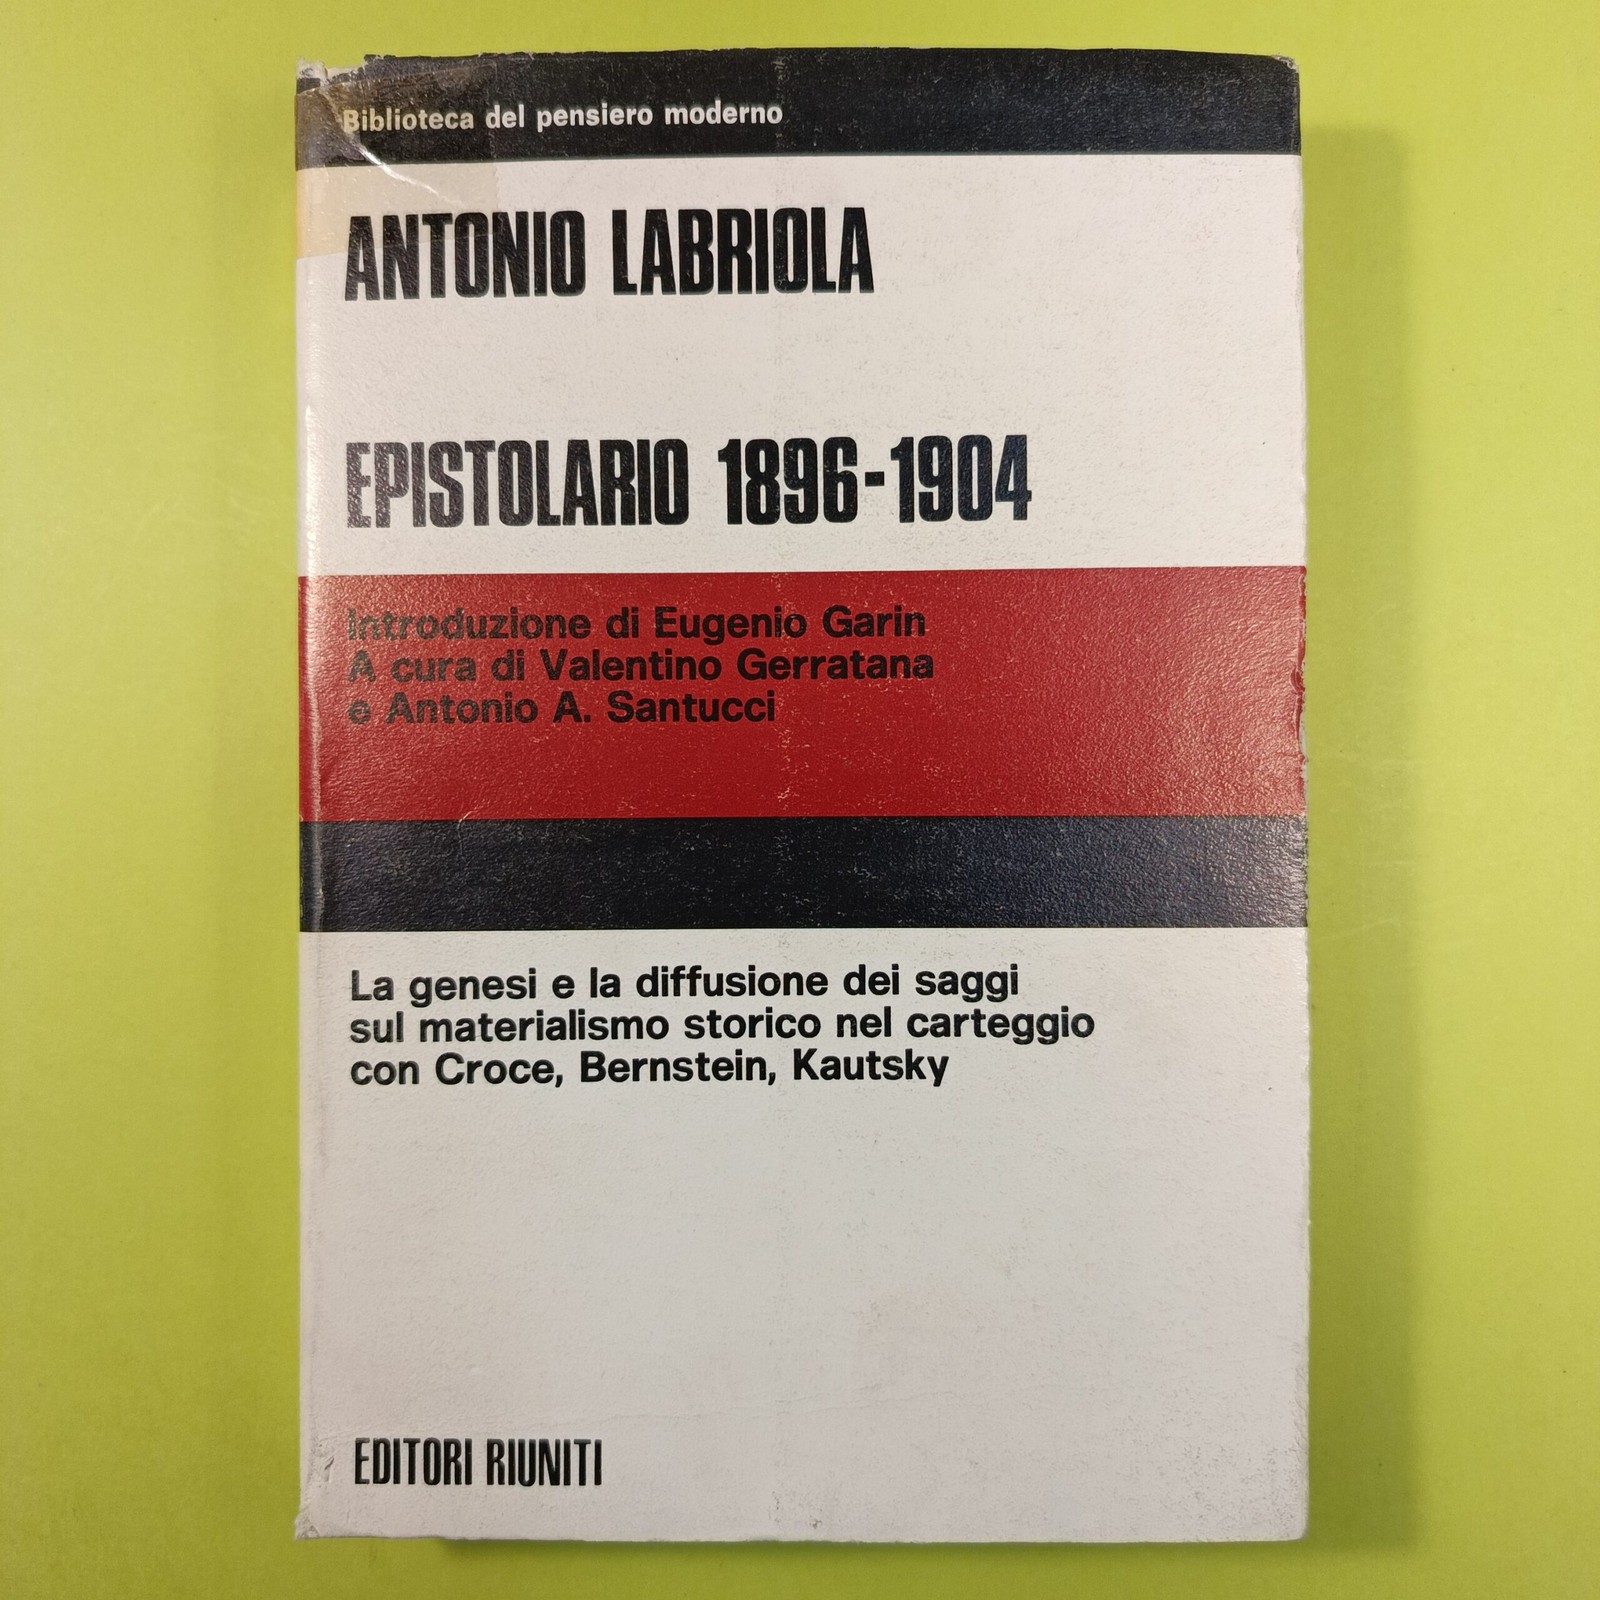 Biblioteca del pensiero moderno
ANTONIO LABRIOLA
EPISTOLARIO 1896-1904
Introduzione di Eugenio Garin
A cura di Valentino Gerratana
e Antonio A. Santucci
La genesi e la diffusione dei saggi
sul materialismo storico nel carteggio
con Croce, Bernstein, Kautsky
EDITORI RIUNITI